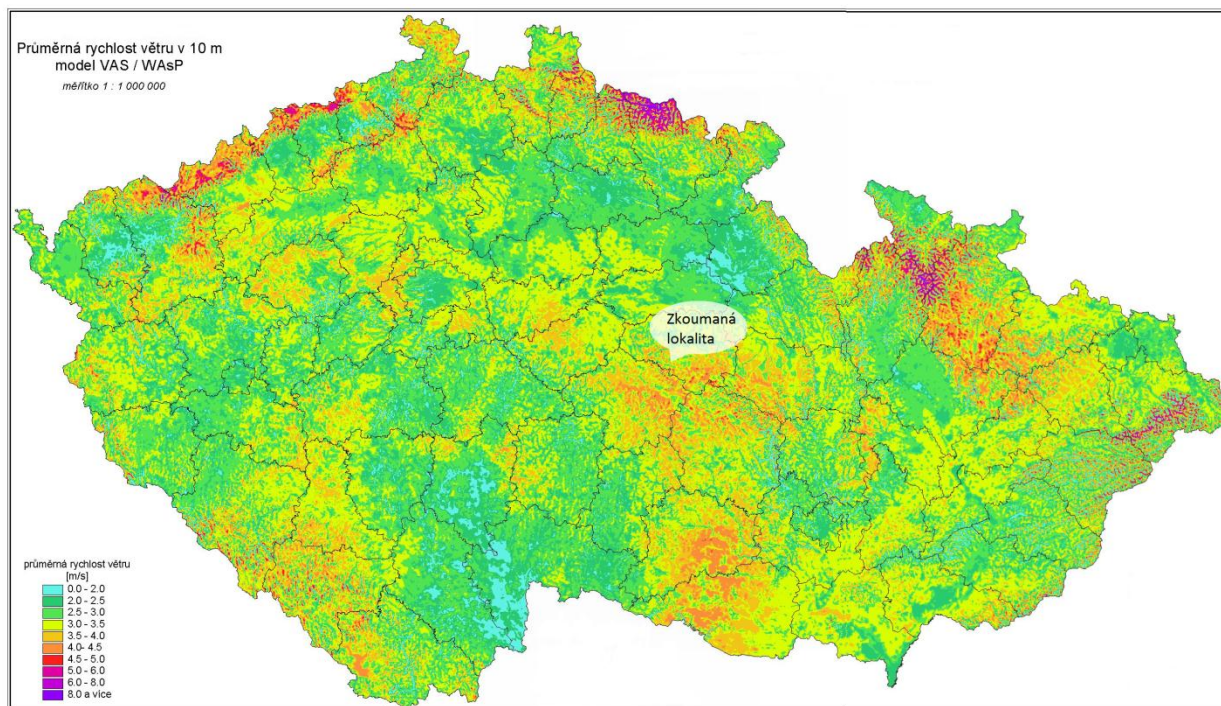 Průměrná rychlost větru v 10 m
model VAS / WAsP
měřítko 1 : 1 000 000
Zkoumaná
lokalita
průměrná rychlost větru
[m/s]
0.0 - 2.0
2.0 - 2.5
2.5 - 3.0
3.0 - 3.5
3.5 - 4.0
4.0- 4.5
4.5 - 5.0
5.0 - 6.0
6.0 - 8.0
8.0 a více